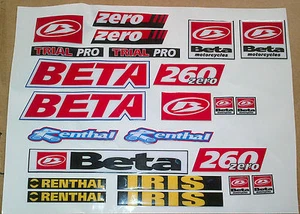 zero
zero
Beta
motorcycles
Beta
motorcycles
TRIAL PRO
TRIAL PRO
BETA
260
zero
BETA
Renthal
Renthal
Beta
260
zero
RENTHAL
IRIS
RENTHAL
IRIS